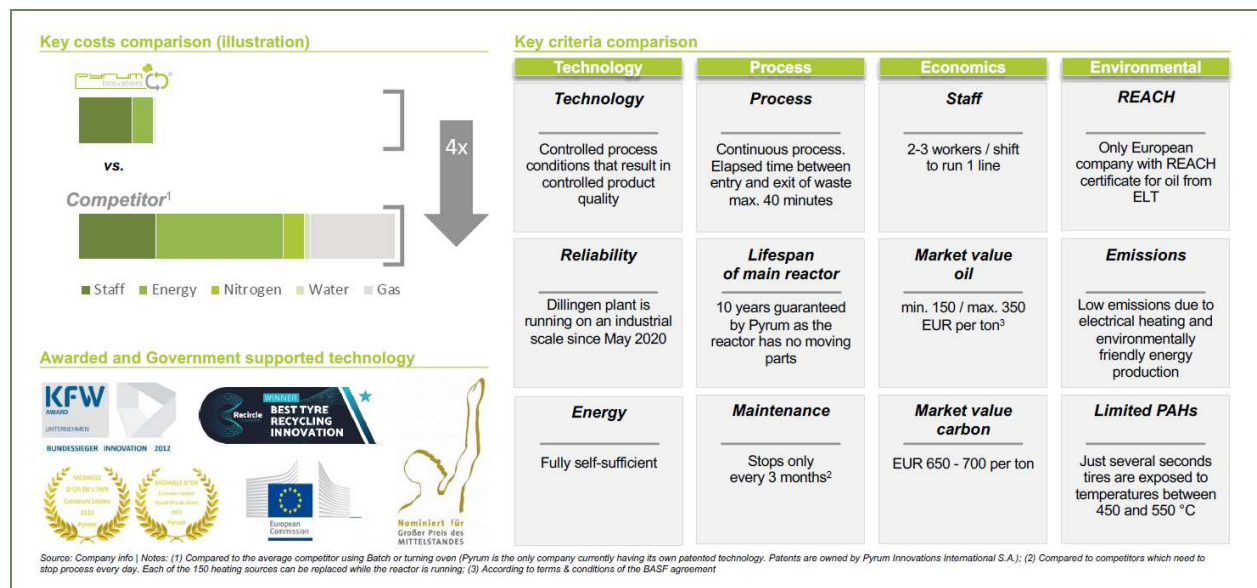 Key costs comparison (illustration)
pyrum
innovations
®
4x
vs.
Competitor1
Staff Energy Nitrogen Water Gas
Awarded and Government supported technology
KFW
AWARD
UNTERNEHMEN
BUNDESSIEGER INNOVATION 2012
Recircle
WINNER
BEST TYRE
RECYCLING
INNOVATION
MÉDAILLE
D'OR DE L'INPI
Concours Lépine
Pyrum
MÉDAILLE D'OR
Concours Lépine
Pyrum
European
Commission
Nominiert für
Großer Preis des
MITTELSTANDES
Key criteria comparison
Technology Process Economics Environmental
Technology
Controlled process
conditions that result in
controlled product
quality
Process
Continuous process.
Elapsed time between
entry and exit of waste
max. 40 minutes
Staff
2-3 workers / shift
to run 1 line
REACH
Only European
company with REACH
certificate for oil from
ELT
Reliability
Dillingen plant is
running on an industrial
scale since May 2020
Lifespan
of main reactor
10 years guaranteed
by Pyrum as the
reactor has no moving
parts
Market value
oil
min. 150 / max. 350
EUR per ton3
Emissions
Low emissions due to
electrical heating and
environmentally
friendly energy
production
Energy
Fully self-sufficient
Maintenance
Stops only
every 3 months2
Market value
carbon
EUR 650 - 700 per ton
Limited PAHs
Just several seconds
tires are exposed to
temperatures between
450 and 550 °C
Source: Company info | Notes: (1) Compared to the average competitor using Batch or turning oven (Pyrum is the only company currently having its own patented technology. Patents are owned by Pyrum Innovations International S.A.); (2) Compared to competitors which need to
stop process every day. Each of the 150 heating sources can be replaced while the reactor is running; (3) According to terms & conditions of the BASF agreement